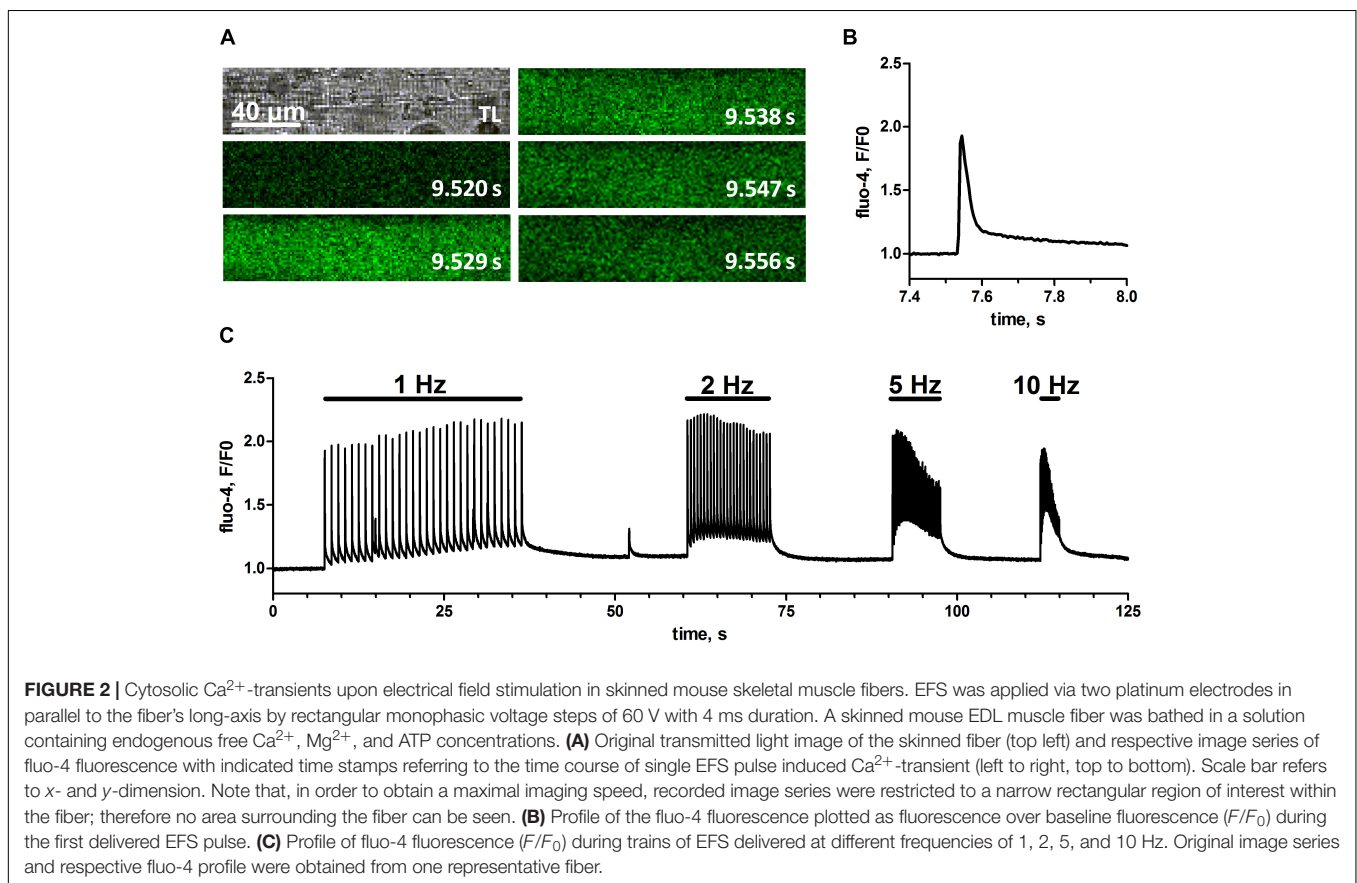 A
40 µm
TL
9.520 s
9.529 s
9.538 s
9.547 s
9.556 s
B
fluo-4, F/F0
2.5
2.0
1.5
1.0
7.4 7.6 7.8 8.0
time, s
C
1 Hz 2 Hz 5 Hz 10 Hz
fluo-4, F/F0
2.5
2.0
1.5
1.0
0 25 50 75 100 125
time, s
FIGURE 2 | Cytosolic Ca2+-transients upon electrical field stimulation in skinned mouse skeletal muscle fibers. EFS was applied via two platinum electrodes in
parallel to the fiber's long-axis by rectangular monophasic voltage steps of 60 V with 4 ms duration. A skinned mouse EDL muscle fiber was bathed in a solution
containing endogenous free Ca2+, Mg2+, and ATP concentrations. (A) Original transmitted light image of the skinned fiber (top left) and respective image series of
fluo-4 fluorescence with indicated time stamps referring to the time course of single EFS pulse induced Ca2+-transient (left to right, top to bottom). Scale bar refers
to x- and y-dimension. Note that, in order to obtain a maximal imaging speed, recorded image series were restricted to a narrow rectangular region of interest within
the fiber; therefore no area surrounding the fiber can be seen. (B) Profile of the fluo-4 fluorescence plotted as fluorescence over baseline fluorescence (F/F0) during
the first delivered EFS pulse. (C) Profile of fluo-4 fluorescence (F/F0) during trains of EFS delivered at different frequencies of 1, 2, 5, and 10 Hz. Original image series
and respective fluo-4 profile were obtained from one representative fiber.